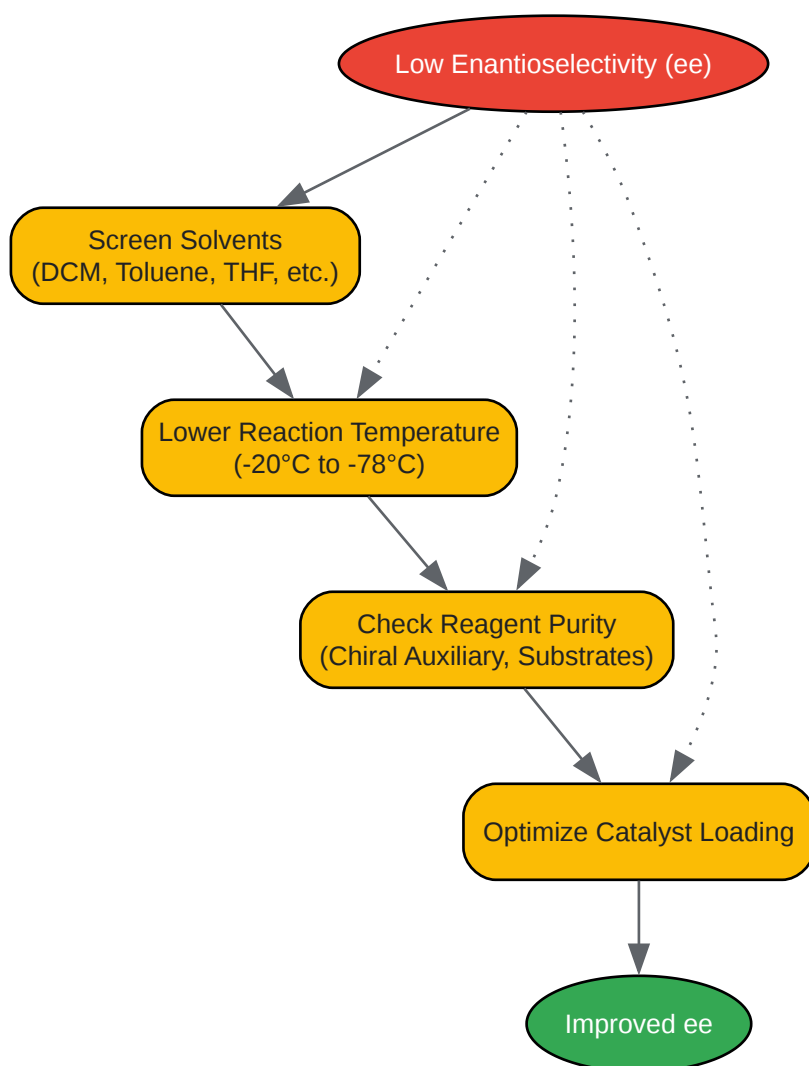 Low Enantioselectivity (ee)
Screen Solvents
(DCM, Toluene, THF, etc.)
Lower Reaction Temperature
(-20°C to -78°C)
Check Reagent Purity
(Chiral Auxiliary, Substrates)
Optimize Catalyst Loading
Improved ee